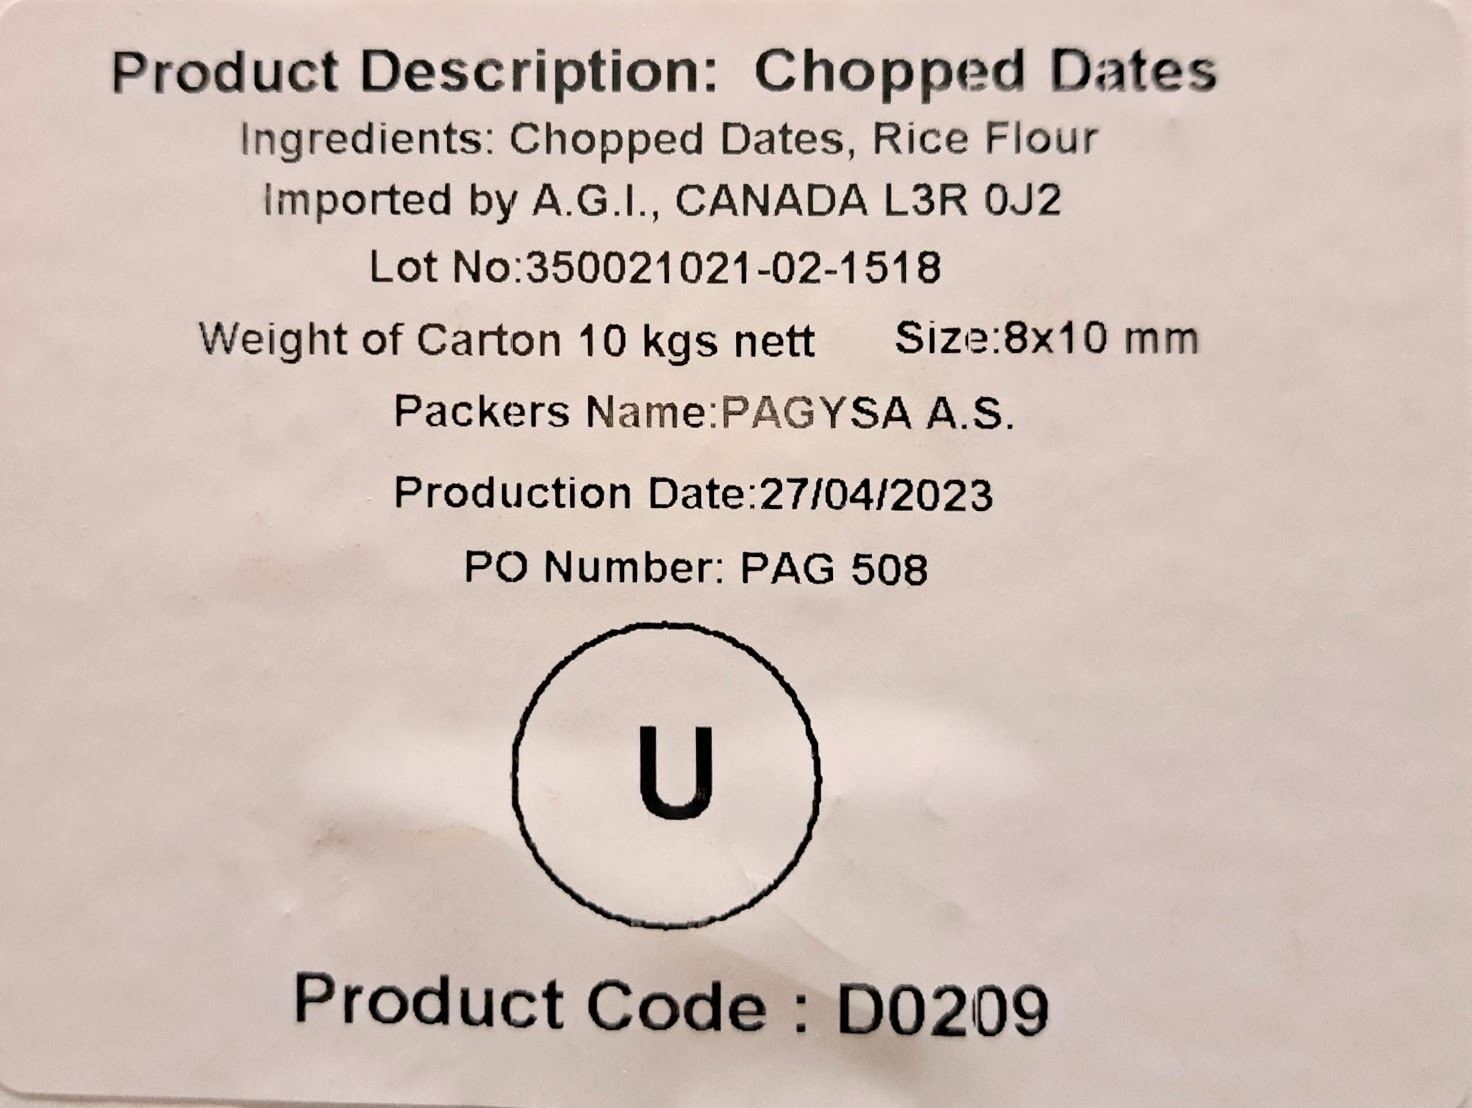 Product Description: Chopped Dates
Ingredients: Chopped Dates, Rice Flour
Imported by A.G.I., CANADA L3R 0J2
Lot No:350021021-02-1518
Weight of Carton 10 kgs nett Size:8x10 mm
Packers Name:PAGYSA A.S.
Production Date:27/04/2023
PO Number: PAG 508
U
Product Code : D0209